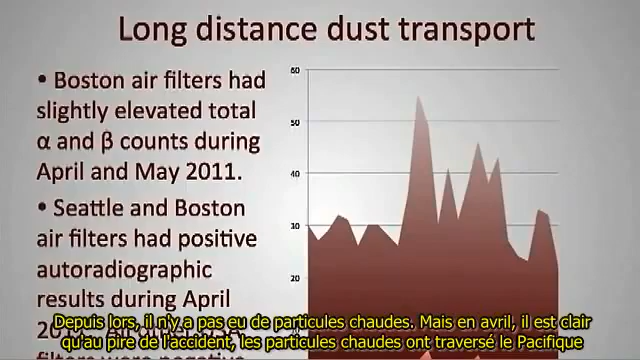 Long distance dust transport
• Boston air filters had
slightly elevated total
α and β counts during
April and May 2011.
• Seattle and Boston
air filters had positive
autoradiographic
results during April
60
50
40
30
20
Depuis lors, il n'y a pas eu de particules chaudes. Mais en avril, il est clair
qu'au pire de l'accident, les particules chaudes ont traversé le Pacifique